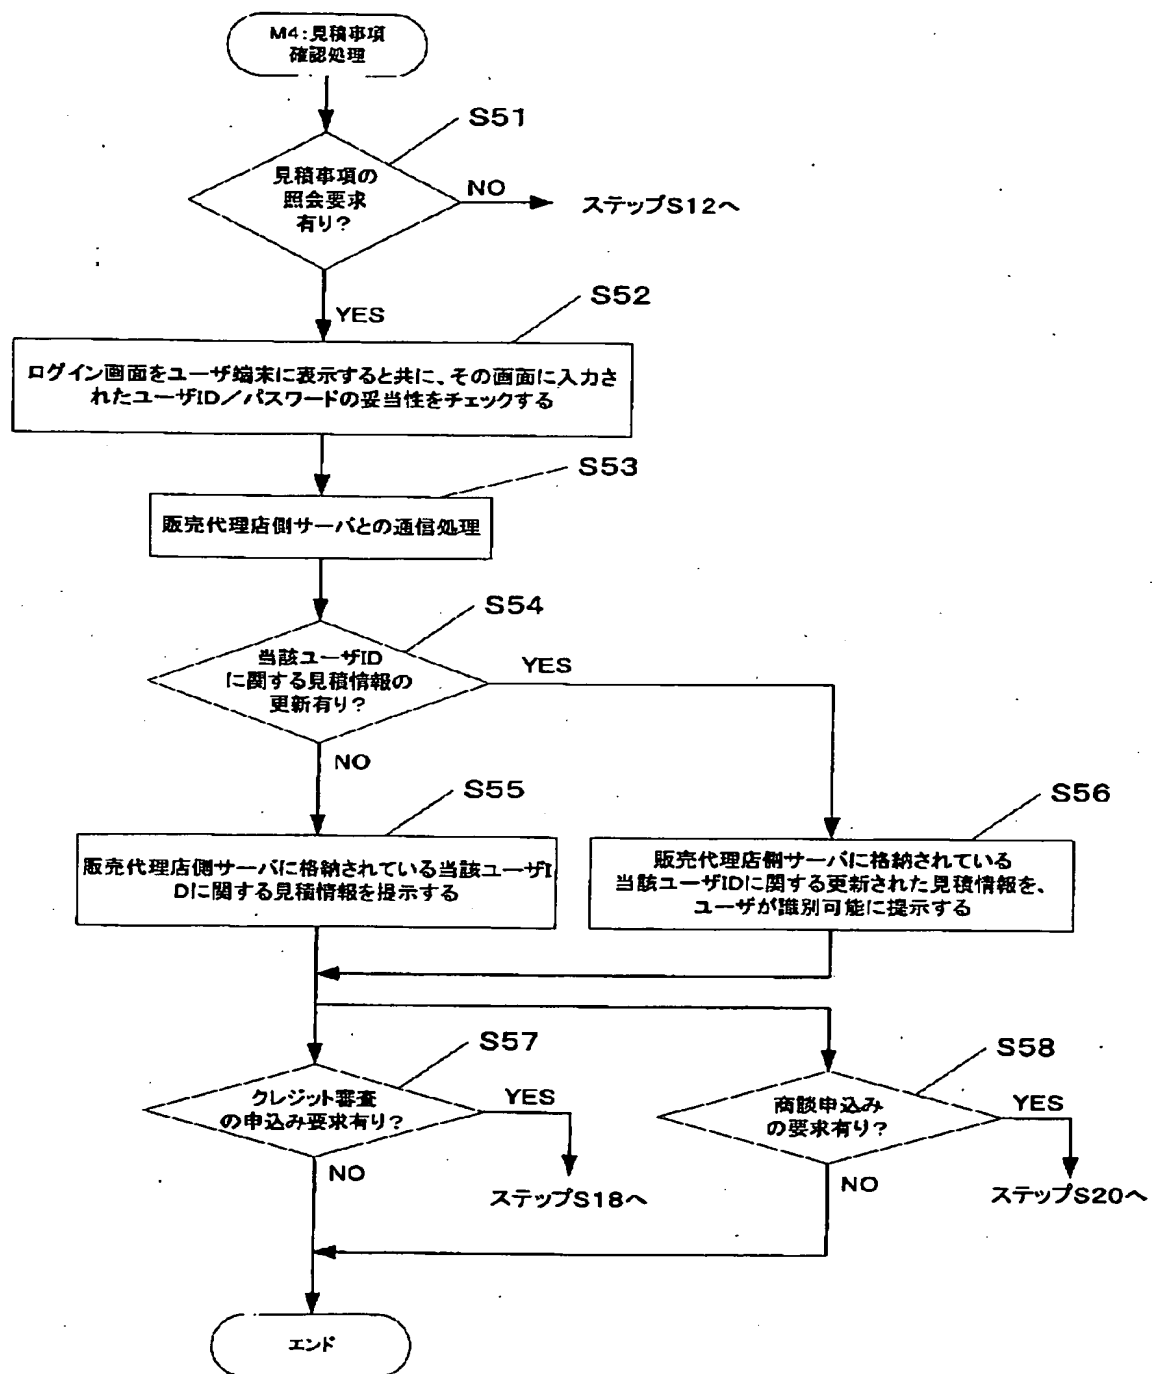 M4:見積事項
確認処理
S51
見積事項の
照会要求
有り?
NO
ステップS12へ
YES
S52
ログイン画面をユーザ端末に表示すると共に、その画面に入力さ
れたユーザID/パスワードの妥当性をチェックする
S53
販売代理店側サーバとの通信処理
S54
当該ユーザID
に関する見積情報の
更新有り?
YES
NO
S55
販売代理店側サーバに格納されている当該ユーザI
Dに関する見積情報を提示する
S56
販売代理店側サーバに格納されている
当該ユーザIDに関する更新された見積情報を、
ユーザが識別可能に提示する
S57
クレジット審査
の申込み要求有り?
YES
ステップS18へ
NO
S58
商談申込み
の要求有り?
YES
ステップS20へ
NO
エンド